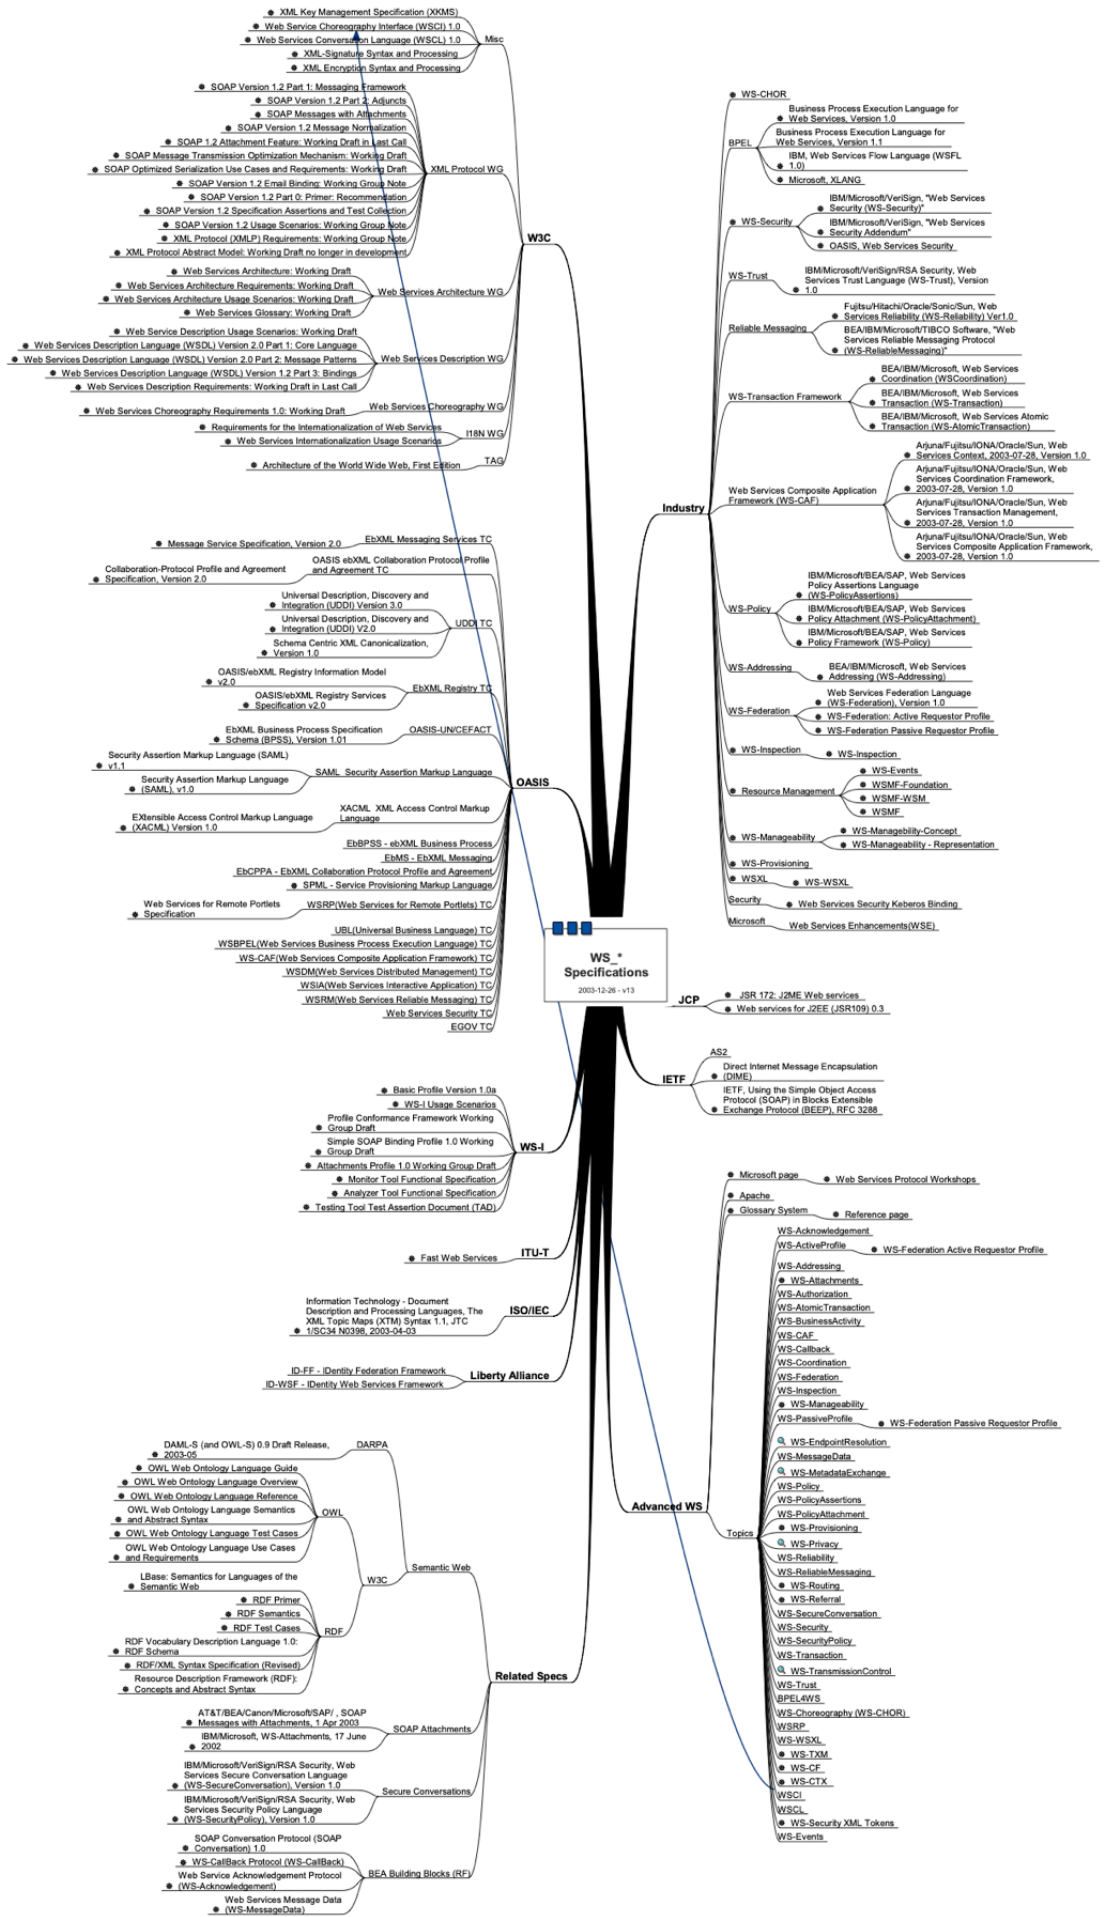 XML Key Management Specification (XKMS)
Web Service Choreography Interface (WSCI) 1.0
Web Services Conversation Language (WSCL) 1.0
XML-Signature Syntax and Processing
XML Encryption Syntax and Processing
Misc
SOAP Version 1.2 Part 1: Messaging Framework
SOAP Version 1.2 Part 2: Adjuncts
SOAP Messages with Attachments
SOAP Version 1.2 Message Normalization
SOAP 1.2 Attachment Feature: Working Draft in Last Call
SOAP Message Transmission Optimization Mechanism: Working Draft
SOAP Optimized Serialization Use Cases and Requirements: Working Draft
SOAP Version 1.2 Email Binding: Working Group Note
SOAP Version 1.2 Part 0: Primer: Recommendation
SOAP Version 1.2 Specification Assertions and Test Collection
SOAP Version 1.2 Usage Scenarios: Working Group Note
XML Protocol (XMLP) Requirements: Working Group Note
XML Protocol Abstract Model: Working Draft no longer in development
XML Protocol WG
W3C
Web Services Architecture: Working Draft
Web Services Architecture Requirements: Working Draft
Web Services Architecture Usage Scenarios: Working Draft
Web Services Glossary: Working Draft
Web Services Architecture WG
Web Service Description Usage Scenarios: Working Draft
Web Services Description Language (WSDL) Version 2.0 Part 1: Core Language
Web Services Description Language (WSDL) Version 2.0 Part 2: Message Patterns
Web Services Description Language (WSDL) Version 1.2 Part 3: Bindings
Web Services Description Requirements: Working Draft in Last Call
Web Services Description WG
Web Services Choreography Requirements 1.0: Working Draft
Web Services Choreography WG
Requirements for the Internationalization of Web Services
Web Services Internationalization Usage Scenarios
I18N WG
Architecture of the World Wide Web, First Edition
TAG
Message Service Specification, Version 2.0
EbXML Messaging Services TC
Collaboration-Protocol Profile and Agreement
Specification, Version 2.0
OASIS ebXML Collaboration Protocol Profile
and Agreement TC
Universal Description, Discovery and
Integration (UDDI) Version 3.0
Universal Description, Discovery and
Integration (UDDI) V2.0
Schema Centric XML Canonicalization,
Version 1.0
UDDI TC
OASIS/ebXML Registry Information Model
v2.0
OASIS/ebXML Registry Services
Specification v2.0
EbXML Registry TC
EbXML Business Process Specification
Schema (BPSS), Version 1.01
OASIS-UN/CEFACT
Security Assertion Markup Language (SAML)
v1.1
Security Assertion Markup Language
(SAML), v1.0
SAML Security Assertion Markup Language
OASIS
EXtensible Access Control Markup Language
(XACML) Version 1.0
XACML XML Access Control Markup
Language
EbBPSS - ebXML Business Process
EbMS - EbXML Messaging
EbCPPA - EbXML Collaboration Protocol Profile and Agreement
SPML - Service Provisioning Markup Language
Web Services for Remote Portlets
Specification
WSRP(Web Services for Remote Portlets) TC
UBL(Universal Business Language) TC
WSBPEL(Web Services Business Process Execution Language) TC
WS-CAF(Web Services Composite Application Framework) TC
WSDM(Web Services Distributed Management) TC
WSIA(Web Services Interactive Application) TC
WSRM(Web Services Reliable Messaging) TC
Web Services Security TC
EGOV TC
Basic Profile Version 1.0a
WS-I Usage Scenarios
Profile Conformance Framework Working
Group Draft
Simple SOAP Binding Profile 1.0 Working
Group Draft
Attachments Profile 1.0 Working Group Draft
Monitor Tool Functional Specification
Analyzer Tool Functional Specification
Testing Tool Test Assertion Document (TAD)
WS-I
Fast Web Services
ITU-T
Information Technology - Document
Description and Processing Languages, The
XML Topic Maps (XTM) Syntax 1.1, JTC
1/SC34 N0398, 2003-04-03
ISO/IEC
ID-FF - IDentity Federation Framework
ID-WSF - IDentity Web Services Framework
Liberty Alliance
DAML-S (and OWL-S) 0.9 Draft Release,
2003-05
DARPA
OWL Web Ontology Language Guide
OWL Web Ontology Language Overview
OWL Web Ontology Language Reference
OWL Web Ontology Language Semantics
and Abstract Syntax
OWL Web Ontology Language Test Cases
OWL Web Ontology Language Use Cases
and Requirements
OWL
LBase: Semantics for Languages of the
Semantic Web
RDF Primer
RDF Semantics
RDF Test Cases
RDF Vocabulary Description Language 1.0:
RDF Schema
RDF/XML Syntax Specification (Revised)
Resource Description Framework (RDF):
Concepts and Abstract Syntax
RDF
W3C
Semantic Web
Related Specs
AT&T/BEA/Canon/Microsoft/SAP/ , SOAP
Messages with Attachments, 1 Apr 2003
IBM/Microsoft, WS-Attachments, 17 June
2002
SOAP Attachments
IBM/Microsoft/VeriSign/RSA Security, Web
Services Secure Conversation Language
(WS-SecureConversation), Version 1.0
IBM/Microsoft/VeriSign/RSA Security, Web
Services Security Policy Language
(WS-SecurityPolicy), Version 1.0
Secure Conversations
SOAP Conversation Protocol (SOAP
Conversation) 1.0
WS-CallBack Protocol (WS-CallBack)
Web Service Acknowledgement Protocol
(WS-Acknowledgement)
Web Services Message Data
(WS-MessageData)
BEA Building Blocks (RF)
WS_*
Specifications
2003-12-26 - v13
Industry
WS-CHOR
BPEL
Business Process Execution Language for
Web Services, Version 1.0
Business Process Execution Language for
Web Services, Version 1.1
IBM, Web Services Flow Language (WSFL
1.0)
Microsoft, XLANG
WS-Security
IBM/Microsoft/VeriSign, "Web Services
Security (WS-Security)"
IBM/Microsoft/VeriSign, "Web Services
Security Addendum"
OASIS, Web Services Security
WS-Trust
IBM/Microsoft/VeriSign/RSA Security, Web
Services Trust Language (WS-Trust), Version
1.0
Reliable Messaging
Fujitsu/Hitachi/Oracle/Sonic/Sun, Web
Services Reliability (WS-Reliability) Ver1.0
BEA/IBM/Microsoft/TIBCO Software, "Web
Services Reliable Messaging Protocol
(WS-ReliableMessaging)"
WS-Transaction Framework
BEA/IBM/Microsoft, Web Services
Coordination (WSCoordination)
BEA/IBM/Microsoft, Web Services
Transaction (WS-Transaction)
BEA/IBM/Microsoft, Web Services Atomic
Transaction (WS-AtomicTransaction)
Web Services Composite Application
Framework (WS-CAF)
Arjuna/Fujitsu/IONA/Oracle/Sun, Web
Services Context, 2003-07-28, Version 1.0
Arjuna/Fujitsu/IONA/Oracle/Sun, Web
Services Coordination Framework,
2003-07-28, Version 1.0
Arjuna/Fujitsu/IONA/Oracle/Sun, Web
Services Transaction Management,
2003-07-28, Version 1.0
Arjuna/Fujitsu/IONA/Oracle/Sun, Web
Services Composite Application Framework,
2003-07-28, Version 1.0
WS-Policy
IBM/Microsoft/BEA/SAP, Web Services
Policy Assertions Language
(WS-PolicyAssertions)
IBM/Microsoft/BEA/SAP, Web Services
Policy Attachment (WS-PolicyAttachment)
IBM/Microsoft/BEA/SAP, Web Services
Policy Framework (WS-Policy)
WS-Addressing
BEA/IBM/Microsoft, Web Services
Addressing (WS-Addressing)
WS-Federation
Web Services Federation Language
(WS-Federation), Version 1.0
WS-Federation: Active Requestor Profile
WS-Federation Passive Requestor Profile
WS-Inspection
WS-Inspection
Resource Management
WS-Events
WSMF-Foundation
WSMF-WSM
WSMF
WS-Manageability
WS-Managebility-Concept
WS-Manageability - Representation
WS-Provisioning
WSXL
WS-WSXL
Security
Web Services Security Keberos Binding
Microsoft
Web Services Enhancements(WSE)
JCP
JSR 172: J2ME Web services
Web services for J2EE (JSR109) 0.3
IETF
AS2
Direct Internet Message Encapsulation
(DIME)
IETF, Using the Simple Object Access
Protocol (SOAP) in Blocks Extensible
Exchange Protocol (BEEP), RFC 3288
Advanced WS
Microsoft page
Web Services Protocol Workshops
Apache
Glossary System
Reference page
Topics
WS-Acknowledgement
WS-ActiveProfile
WS-Federation Active Requestor Profile
WS-Addressing
WS-Attachments
WS-Authorization
WS-AtomicTransaction
WS-BusinessActivity
WS-CAF
WS-Callback
WS-Coordination
WS-Federation
WS-Inspection
WS-Manageability
WS-PassiveProfile
WS-Federation Passive Requestor Profile
WS-EndpointResolution
WS-MessageData
WS-MetadataExchange
WS-Policy
WS-PolicyAssertions
WS-PolicyAttachment
WS-Provisioning
WS-Privacy
WS-Reliability
WS-ReliableMessaging
WS-Routing
WS-Referral
WS-SecureConversation
WS-Security
WS-SecurityPolicy
WS-Transaction
WS-TransmissionControl
WS-Trust
BPEL4WS
WS-Choreography (WS-CHOR)
WSRP
WS-WSXL
WS-TXM
WS-CF
WS-CTX
WSCI
WSCL
WS-Security XML Tokens
WS-Events